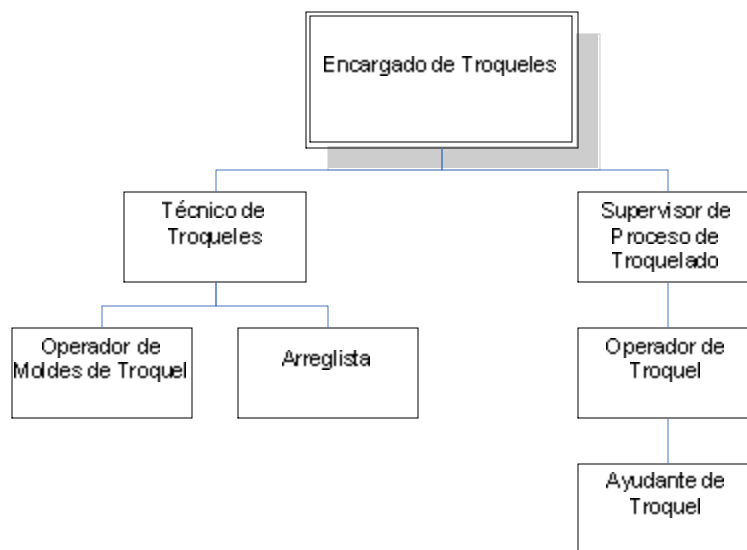 Encargado de Troqueles
Técnico de
Troqueles
Supervisor de
Proceso de
Troquelado
Operador de
Moldes de Troquel
Arreglista
Operador de
Troquel
Ayudante de
Troquel